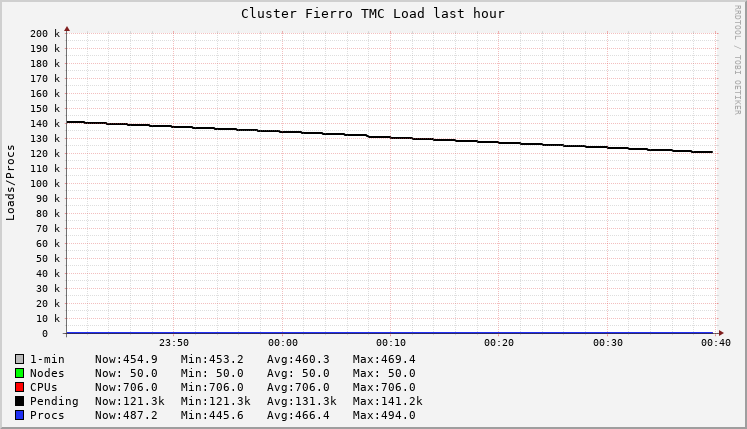 Cluster Fierro TMC Load last hour
RRDTOOL / TOBI OETIKER
Loads/Procs
200 k
190 k
180 k
170 k
160 k
150 k
140 k
130 k
120 k
110 k
100 k
90 k
80 k
70 k
60 k
50 k
40 k
30 k
20 k
10 k
0
23:50 00:00 00:10 00:20 00:30 00:40
1-min Now:454.9 Min:453.2 Avg:460.3 Max:469.4
Nodes Now: 50.0 Min: 50.0 Avg: 50.0 Max: 50.0
CPUs Now:706.0 Min:706.0 Avg:706.0 Max:706.0
Pending Now:121.3k Min:121.3k Avg:131.3k Max:141.2k
Procs Now:487.2 Min:445.6 Avg:466.4 Max:494.0